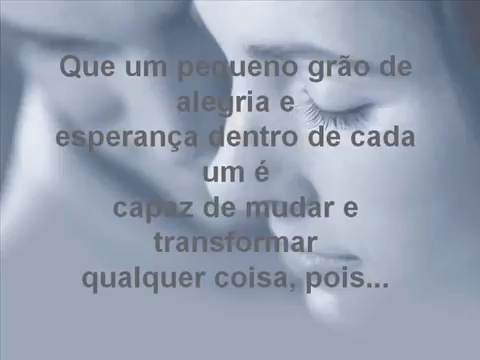 Que um pequeno grão de
alegria e
esperança dentro de cada
um é
capaz de mudar e
transformar
qualquer coisa, pois...